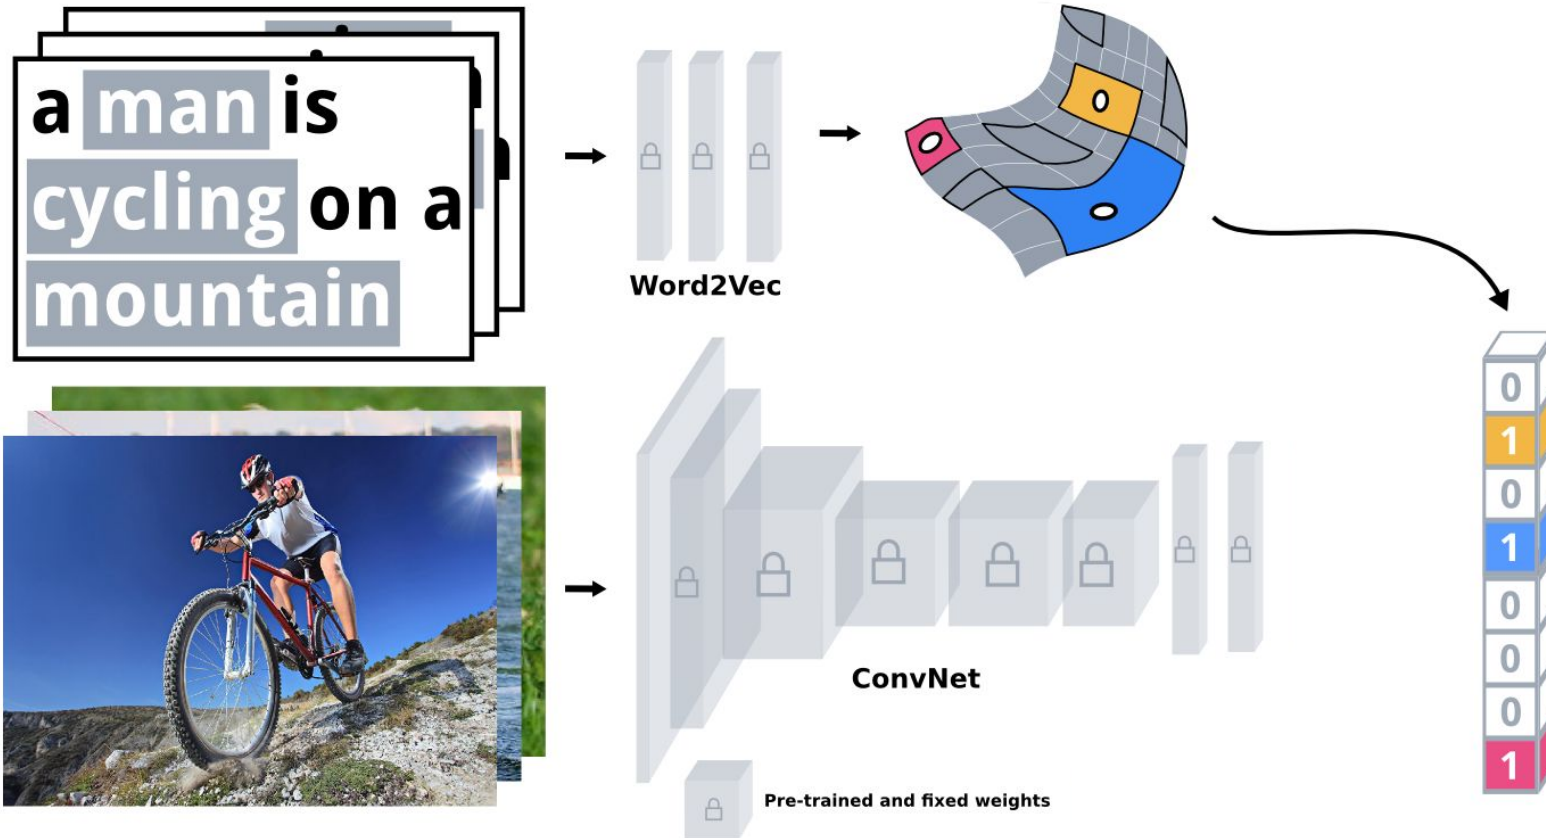 a man is
cycling on a
mountain
Word2Vec
ConvNet
Pre-trained and fixed weights
0
1
0
1
0
0
0
1